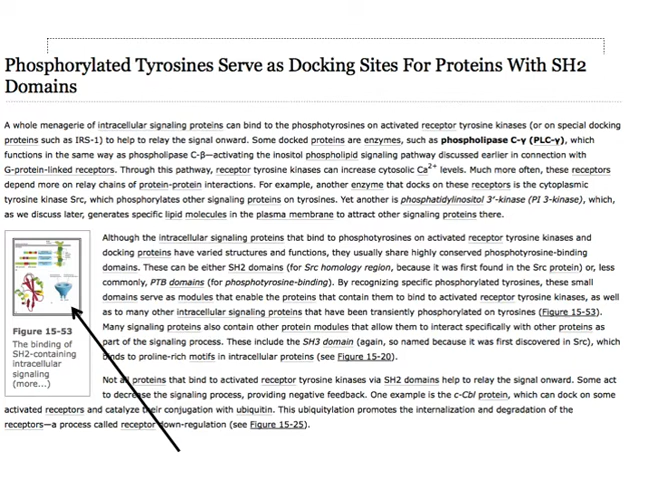 Phosphorylated Tyrosines Serve as Docking Sites For Proteins With SH2
Domains
A whole menagerie of intracellular signaling proteins can bind to the phosphotyrosines on activated receptor tyrosine kinases (or on special docking
proteins such as IRS-1) to help to relay the signal onward. Some docked proteins are enzymes, such as phospholipase C-γ (PLC-γ), which
functions in the same way as phospholipase C-β—activating the inositol phospholipid signaling pathway discussed earlier in connection with
G-protein-linked receptors. Through this pathway, receptor tyrosine kinases can increase cytosolic Ca2+ levels. Much more often, these receptors
depend more on relay chains of protein-protein interactions. For example, another enzyme that docks on these receptors is the cytoplasmic
tyrosine kinase Src, which phosphorylates other signaling proteins on tyrosines. Yet another is phosphatidylinositol 3′-kinase (PI 3-kinase), which,
as we discuss later, generates specific lipid molecules in the plasma membrane to attract other signaling proteins there.
Although the intracellular signaling proteins that bind to phosphotyrosines on activated receptor tyrosine kinases and
docking proteins have varied structures and functions, they usually share highly conserved phosphotyrosine-binding
domains. These can be either SH2 domains (for Src homology region, because it was first found in the Src protein) or, less
commonly, PTB domains (for phosphotyrosine-binding). By recognizing specific phosphorylated tyrosines, these small
domains serve as modules that enable the proteins that contain them to bind to activated receptor tyrosine kinases, as well
as to many other intracellular signaling proteins that have been transiently phosphorylated on tyrosines (Figure 15-53).
Many signaling proteins also contain other protein modules that allow them to interact specifically with other proteins as
part of the signaling process. These include the SH3 domain (again, so named because it was first discovered in Src), which
binds to proline-rich motifs in intracellular proteins (see Figure 15-20).
Figure 15-53
The binding of
SH2-containing
intracellular
signaling
(more...)
Not all proteins that bind to activated receptor tyrosine kinases via SH2 domains help to relay the signal onward. Some act
to decrease the signaling process, providing negative feedback. One example is the c-Cbl protein, which can dock on some
activated receptors and catalyze their conjugation with ubiquitin. This ubiquitylation promotes the internalization and degradation of the
receptors—a process called receptor down-regulation (see Figure 15-25).